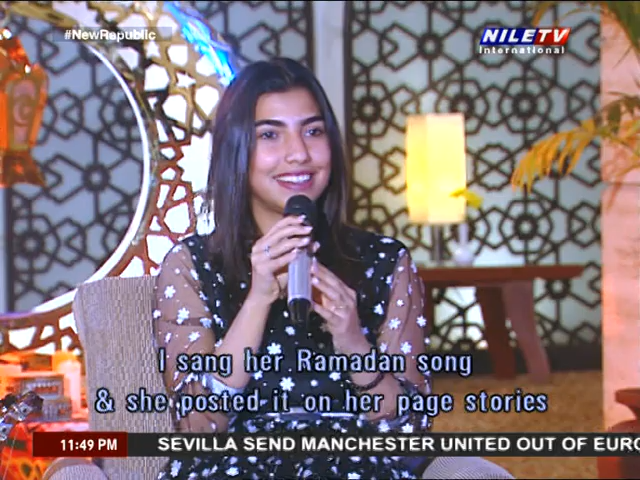 #NewRepublic
NILETV
International
I sang her Ramadan song
& she posted it on her page stories
11:49 PM
SEVILLA SEND MANCHESTER UNITED OUT OF EURO